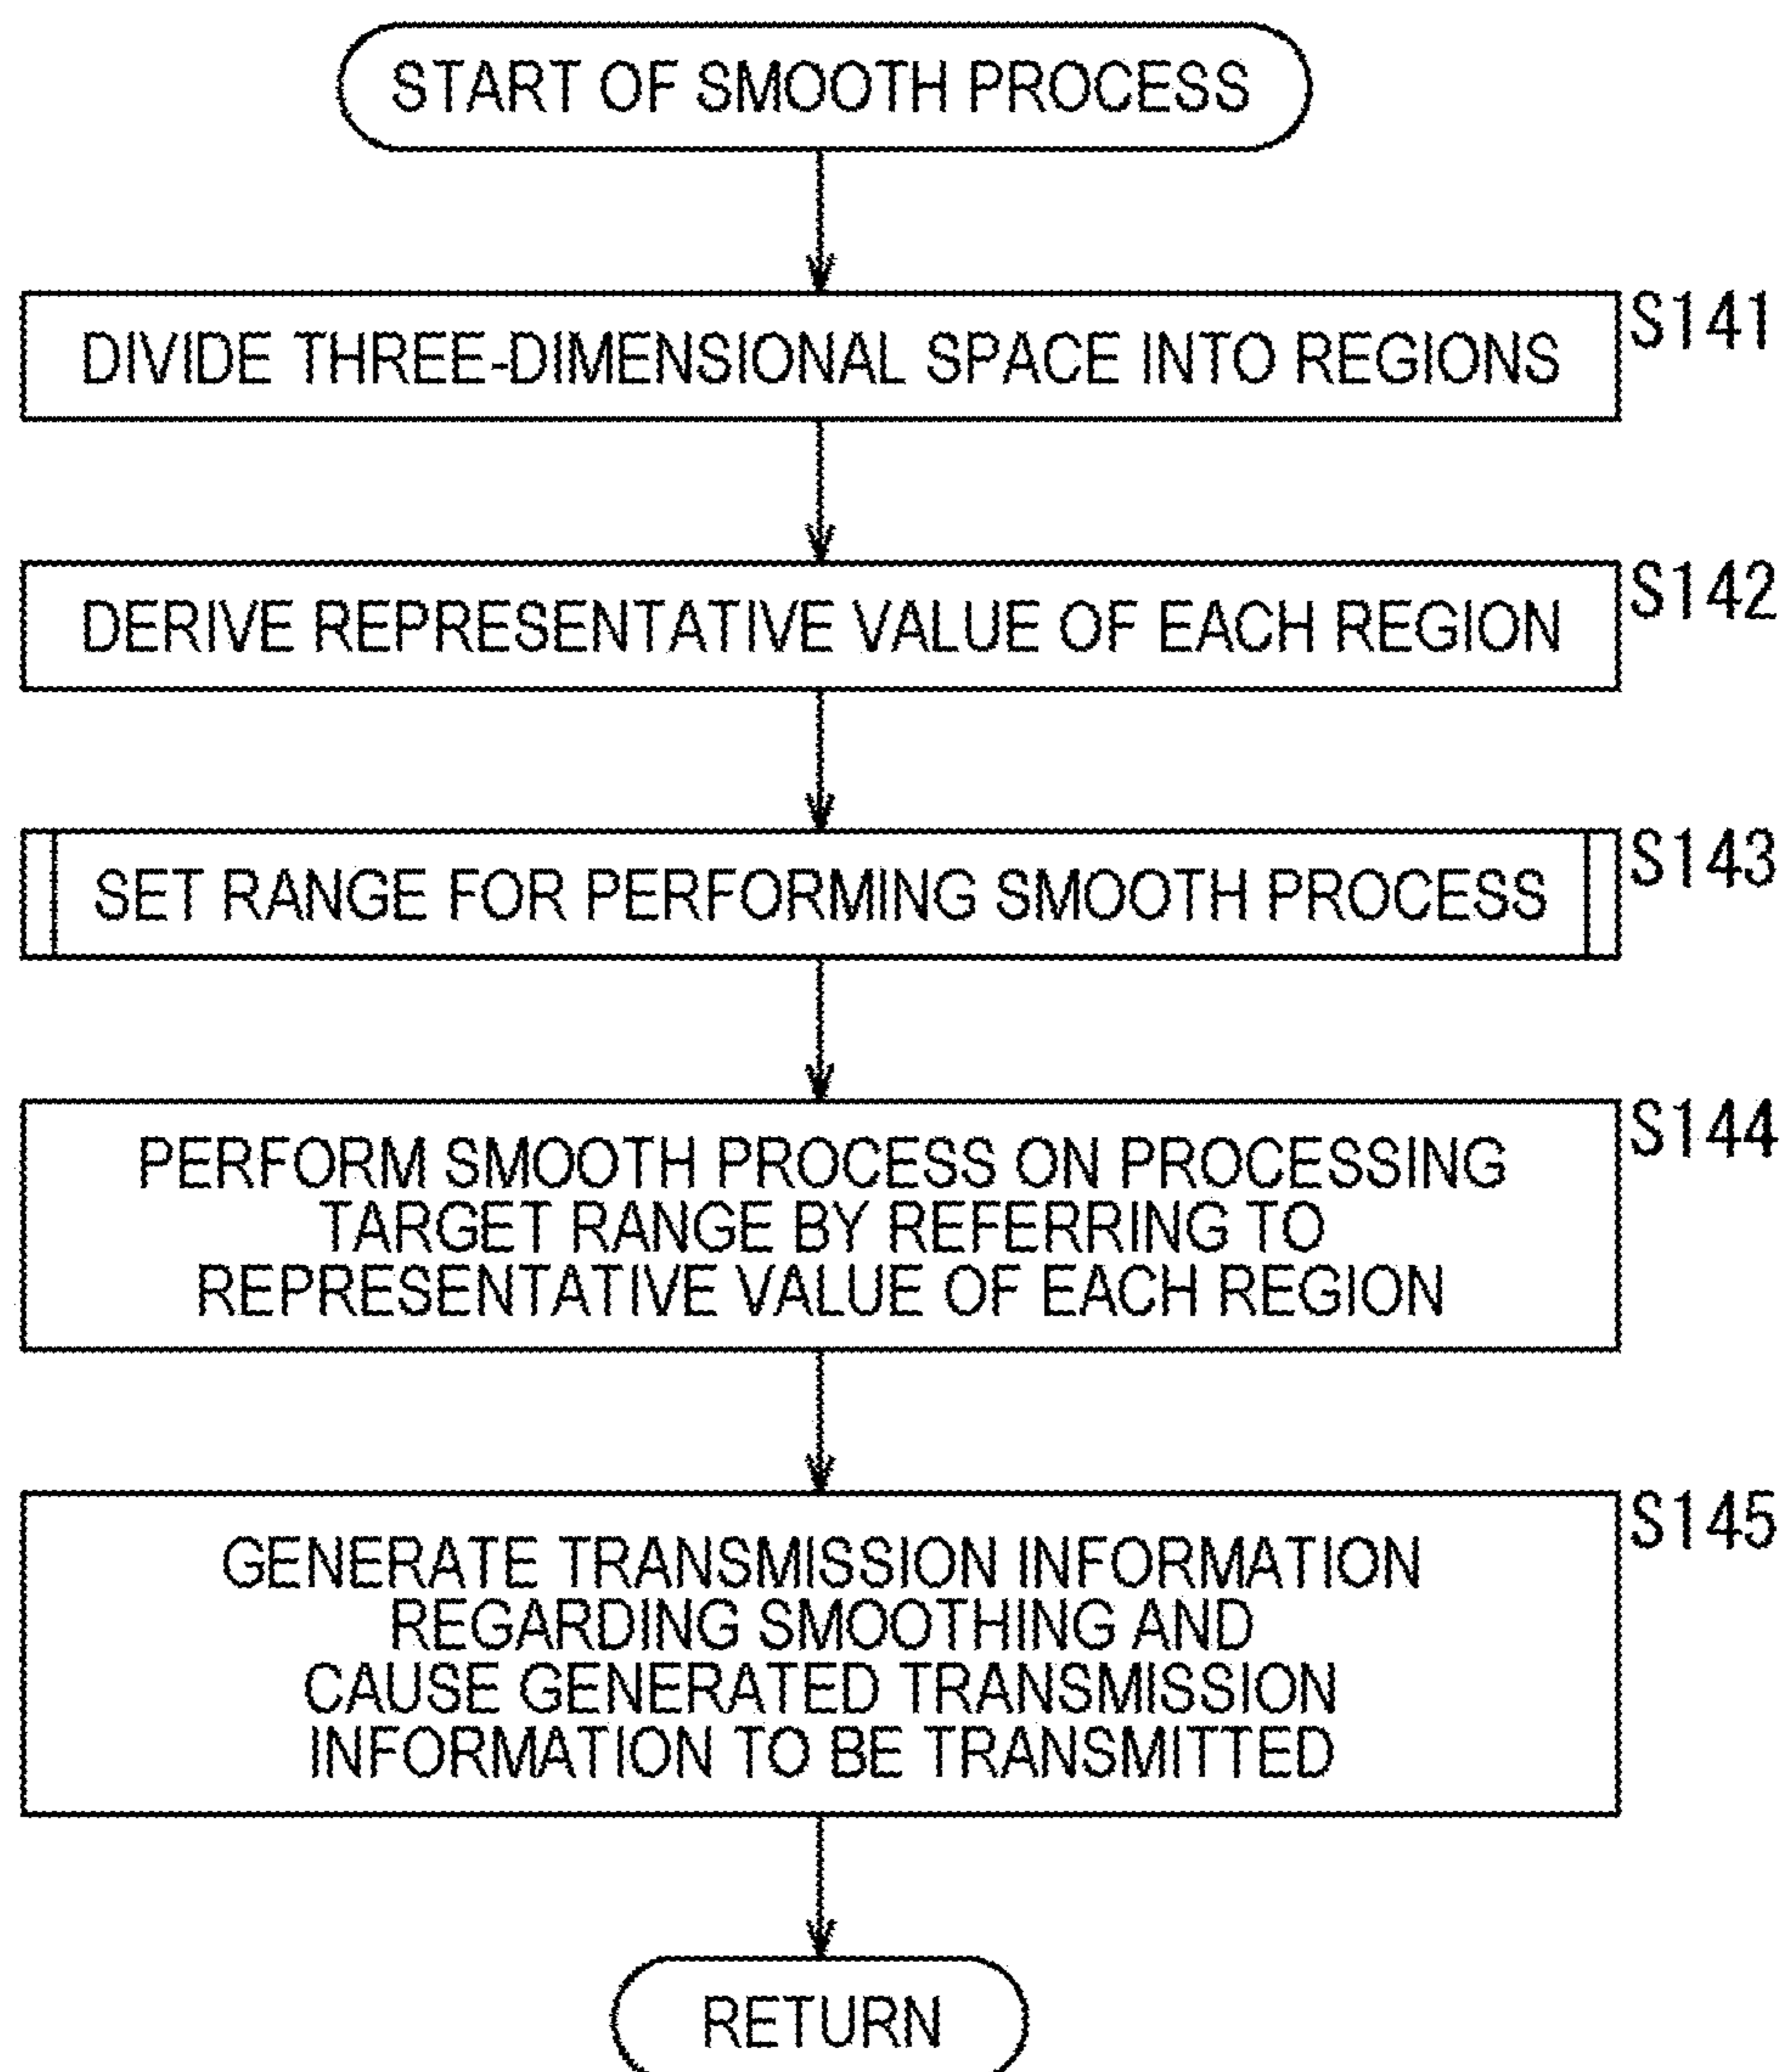 START OF SMOOTH PROCESS
S141
DIVIDE THREE-DIMENSIONAL SPACE INTO REGIONS
S142
DERIVE REPRESENTATIVE VALUE OF EACH REGION
S143
SET RANGE FOR PERFORMING SMOOTH PROCESS
S144
PERFORM SMOOTH PROCESS ON PROCESSING
TARGET RANGE BY REFERRING TO
REPRESENTATIVE VALUE OF EACH REGION
S145
GENERATE TRANSMISSION INFORMATION
REGARDING SMOOTHING AND
CAUSE GENERATED TRANSMISSION
INFORMATION TO BE TRANSMITTED
RETURN